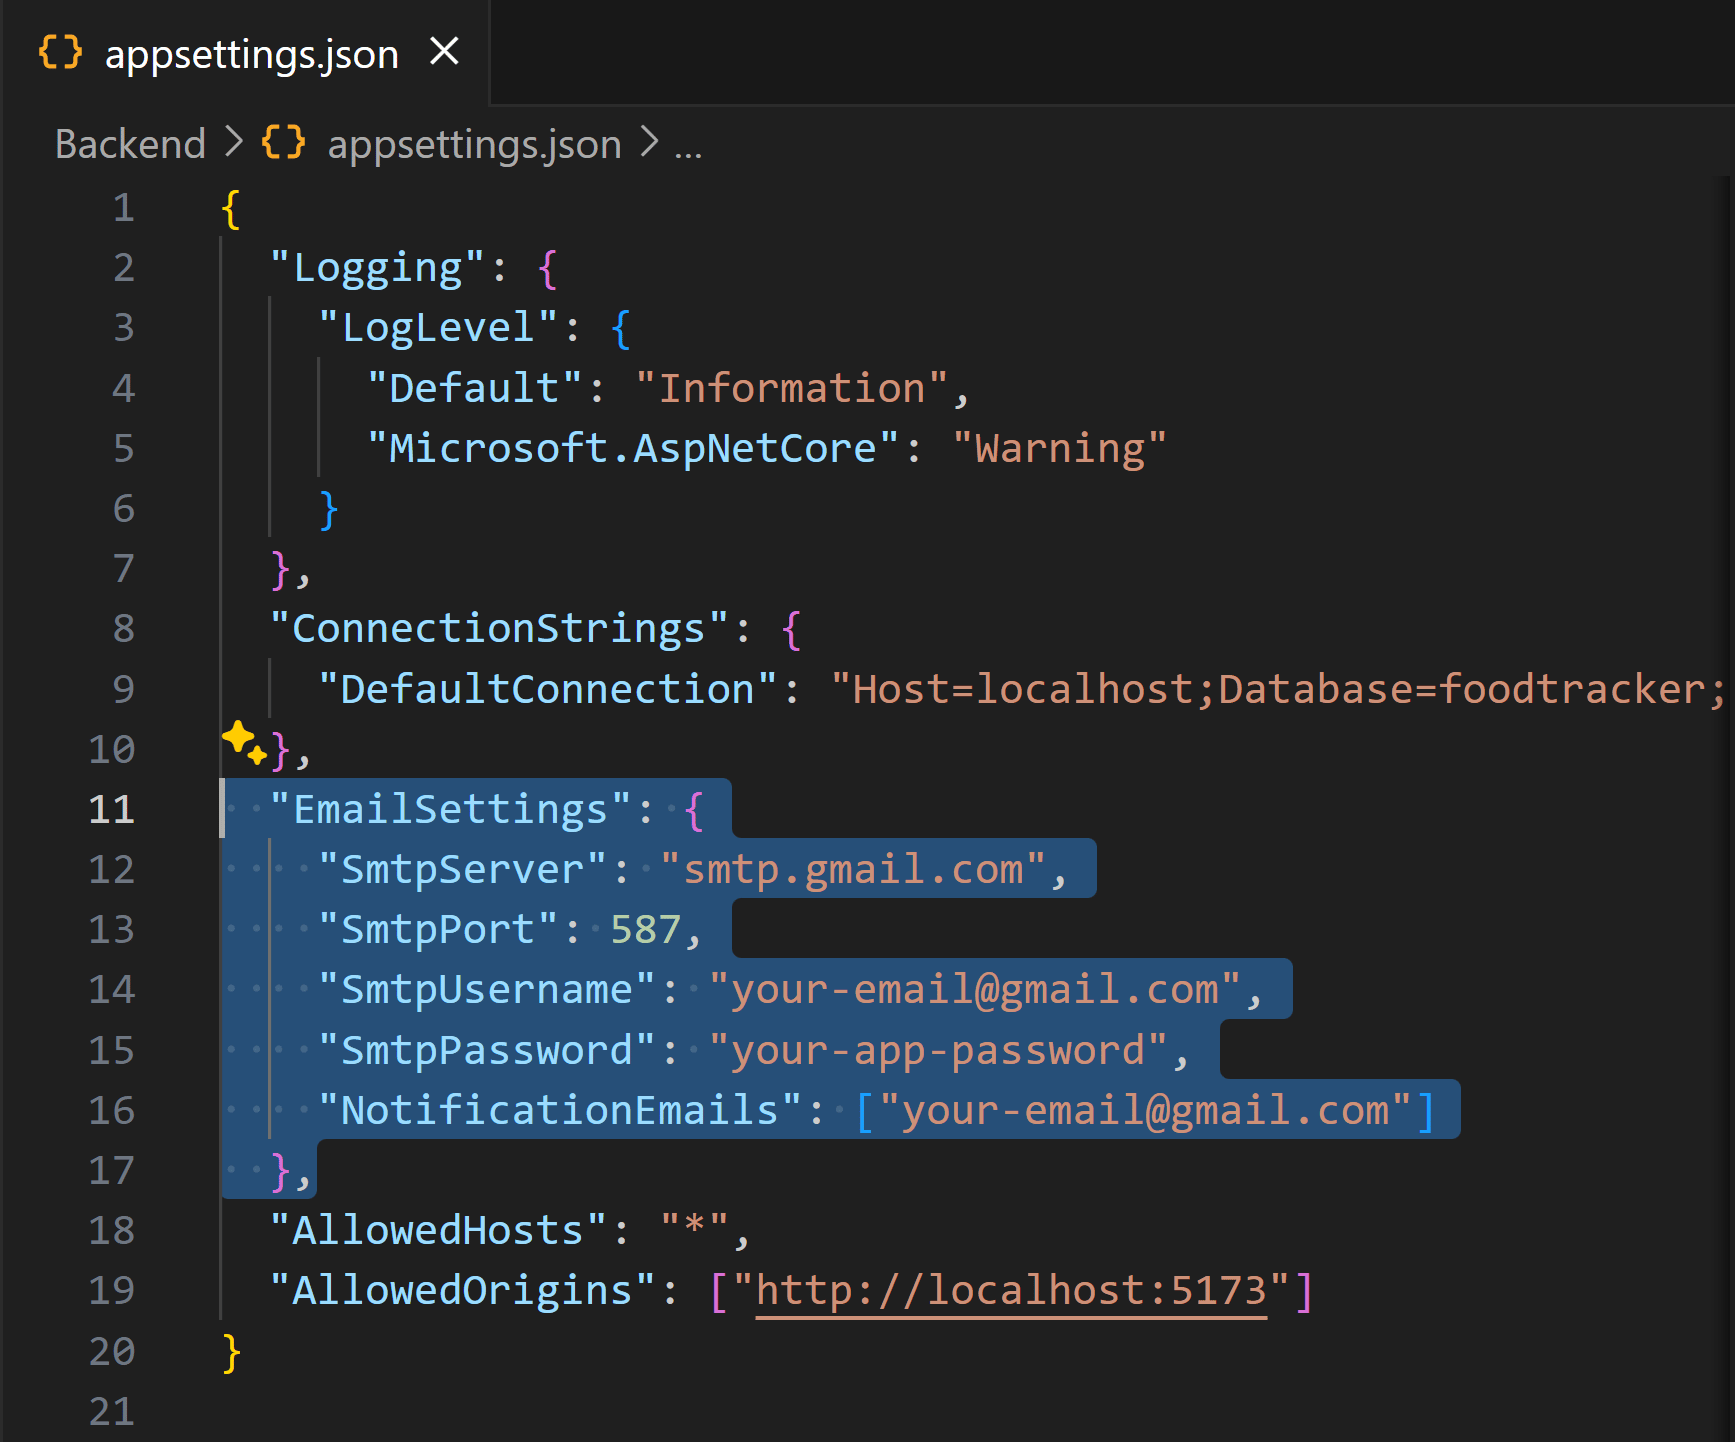 {} appsettings.json ×
Backend > {} appsettings.json > ...
1 {
2   "Logging": {
3     "LogLevel": {
4       "Default": "Information",
5       "Microsoft.AspNetCore": "Warning"
6     }
7   },
8   "ConnectionStrings": {
9     "DefaultConnection": "Host=localhost;Database=foodtracker;
10   },
11   "EmailSettings": {
12     "SmtpServer": "smtp.gmail.com",
13     "SmtpPort": 587,
14     "SmtpUsername": "your-email@gmail.com",
15     "SmtpPassword": "your-app-password",
16     "NotificationEmails": ["your-email@gmail.com"]
17   },
18   "AllowedHosts": "*",
19   "AllowedOrigins": ["http://localhost:5173"]
20 }
21